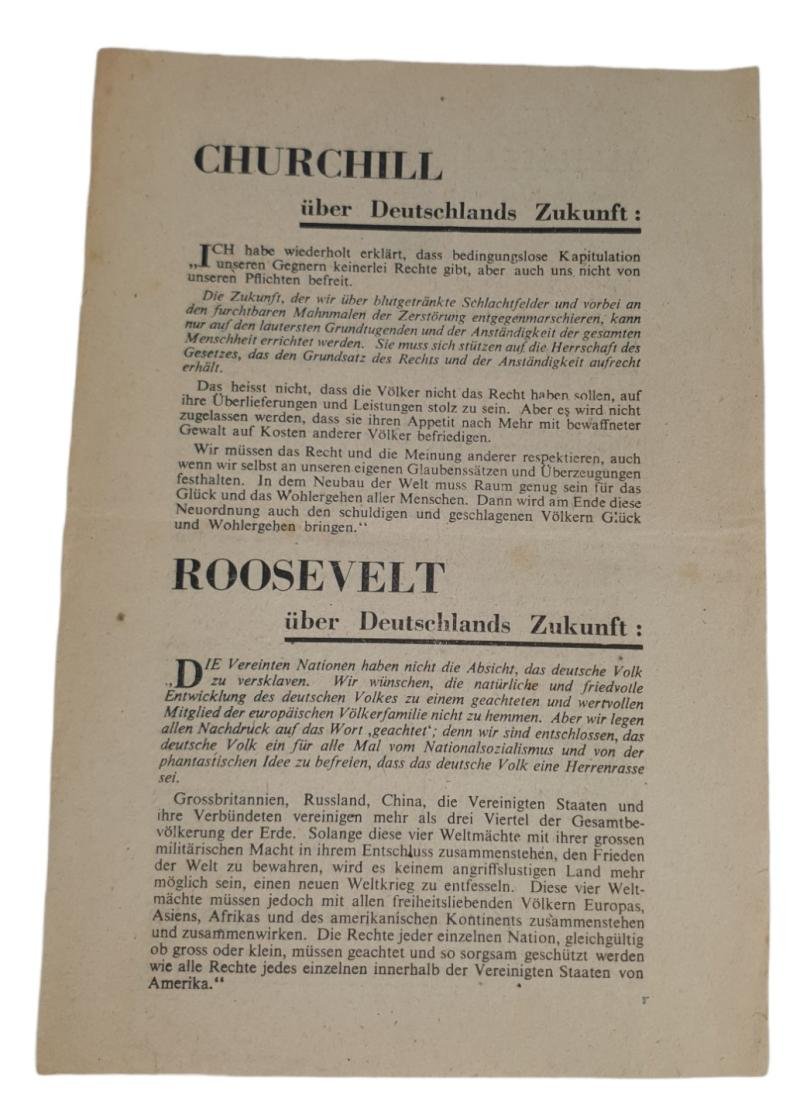 CHURCHILL
über Deutschlands Zukunft :
„ICH habe wiederholt erklärt, dass bedingungslose Kapitulation
unseren Gegnern keinerlei Rechte gibt, aber auch uns nicht von
unseren Pflichten befreit.
Die Zukunft, der wir über blutgetränkte Schlachtfelder und vorbei an
den furchtbaren Mahnmalen der Zerstörung entgegenmarschieren, kann
nur auf den lautersten Grundtugenden und der Anständigkeit der gesamten
Menschheit errichtet werden. Sie muss sich stützen auf die Herrschaft des
Gesetzes, das den Grundsatz des Rechts und der Anständigkeit aufrecht
erhält.
Das heisst nicht, dass die Völker nicht das Recht haben sollen, auf
ihre Überlieferungen und Leistungen stolz zu sein. Aber es wird nicht
zugelassen werden, dass sie ihren Appetit nach Mehr mit bewaffneter
Gewalt auf Kosten anderer Völker befriedigen.
Wir müssen das Recht und die Meinung anderer respektieren, auch
wenn wir selbst an unseren eigenen Glaubenssätzen und Überzeugungen
festhalten. In dem Neubau der Welt muss Raum genug sein für das
Glück und das Wohlergehen aller Menschen. Dann wird am Ende diese
Neuordnung auch den schuldigen und geschlagenen Völkern Glück
und Wohlergehen bringen.“
ROOSEVELT
über Deutschlands Zukunft :
„DIE Vereinten Nationen haben nicht die Absicht, das deutsche Volk
zu versklaven. Wir wünschen, die natürliche und friedvolle
Entwicklung des deutschen Volkes zu einem geachteten und wertvollen
Mitglied der europäischen Völkerfamilie nicht zu hemmen. Aber wir legen
allen Nachdruck auf das Wort ‚geachtet‘; denn wir sind entschlossen, das
deutsche Volk ein für alle Mal vom Nationalsozialismus und von der
phantastischen Idee zu befreien, dass das deutsche Volk eine Herrenrasse
sei.
Grossbritannien, Russland, China, die Vereinigten Staaten und
ihre Verbündeten vereinigen mehr als drei Viertel der Gesamtbe-
völkerung der Erde. Solange diese vier Weltmächte mit ihrer grossen
militärischen Macht in ihrem Entschluss zusammenstehen, den Frieden
der Welt zu bewahren, wird es keinem angriffslustigen Land mehr
möglich sein, einen neuen Weltkrieg zu entfesseln. Diese vier Welt-
mächte müssen jedoch mit allen freiheitsliebenden Völkern Europas,
Asiens, Afrikas und des amerikanischen Kontinents zusammenstehen
und zusammenwirken. Die Rechte jeder einzelnen Nation, gleichgültig
ob gross oder klein, müssen geachtet und so sorgsam geschützt werden
wie alle Rechte jedes einzelnen innerhalb der Vereinigten Staaten von
Amerika.“